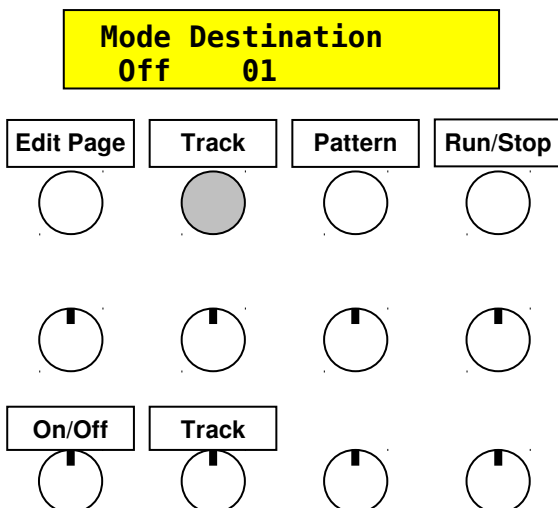 Mode Destination
Off 01
Edit Page Track Pattern Run/Stop
On/Off Track